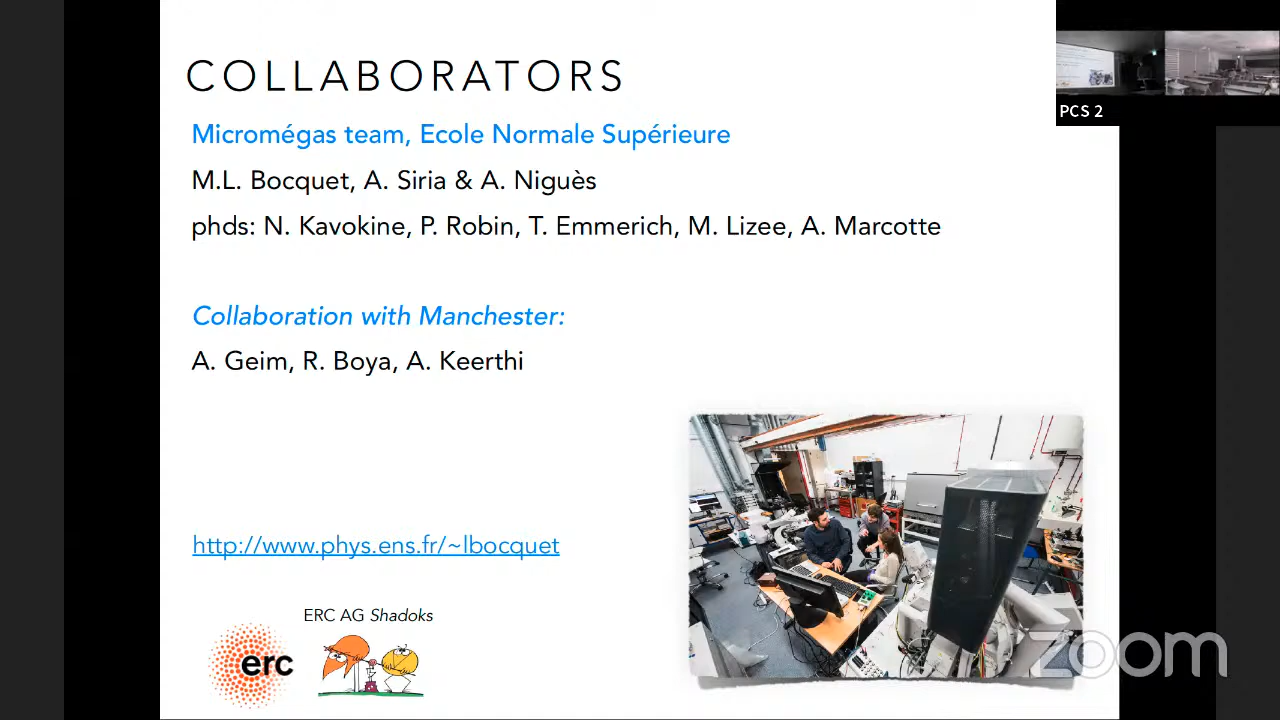 COLLABORATORS
Micromégas team, Ecole Normale Supérieure
M.L. Bocquet, A. Siria & A. Niguès
phds: N. Kavokine, P. Robin, T. Emmerich, M. Lizee, A. Marcotte
Collaboration with Manchester:
A. Geim, R. Boya, A. Keerthi
http://www.phys.ens.fr/~lbocquet
ERC AG Shadoks
erc
PCS 2
zoom